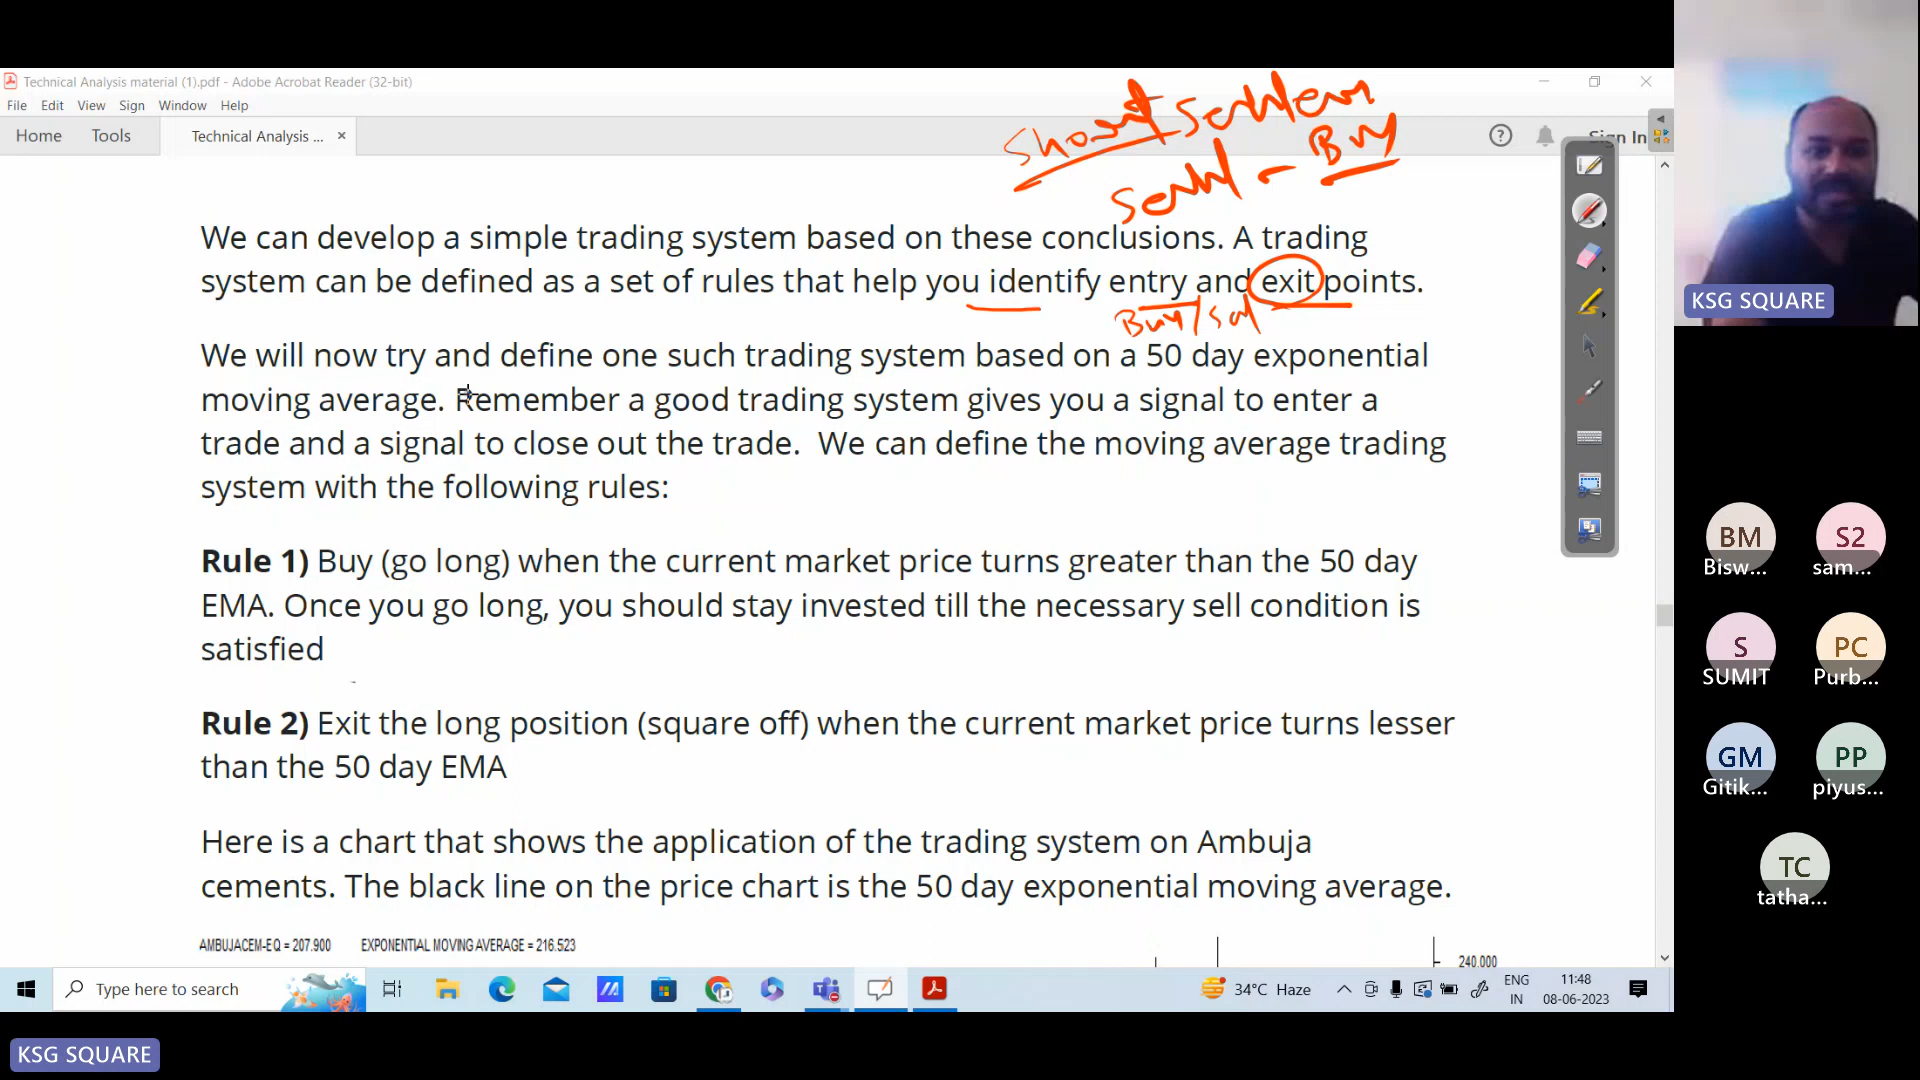 Technical Analysis material (1).pdf - Adobe Acrobat Reader (32-bit)
File Edit View Sign Window Help
Home Tools Technical Analysis ... × Sign In
Short
Buy
We can develop a simple trading system based on these conclusions. A trading
system can be defined as a set of rules that help you identify entry and exit points.
Buy/Sel
We will now try and define one such trading system based on a 50 day exponential
moving average. Remember a good trading system gives you a signal to enter a
trade and a signal to close out the trade. We can define the moving average trading
system with the following rules:
Rule 1) Buy (go long) when the current market price turns greater than the 50 day
EMA. Once you go long, you should stay invested till the necessary sell condition is
satisfied
Rule 2) Exit the long position (square off) when the current market price turns lesser
than the 50 day EMA
Here is a chart that shows the application of the trading system on Ambuja
cements. The black line on the price chart is the 50 day exponential moving average.
AMBUJACEM-EQ = 207.900 EXPONENTIAL MOVING AVERAGE = 216.523
240.000
Type here to search
34°C Haze
ENG
IN
11:48
08-06-2023
KSG SQUARE
BM
Bisw...
S2
sam...
S
SUMIT
PC
Purb...
GM
Gitik...
PP
piyus...
TC
tatha...
KSG SQUARE